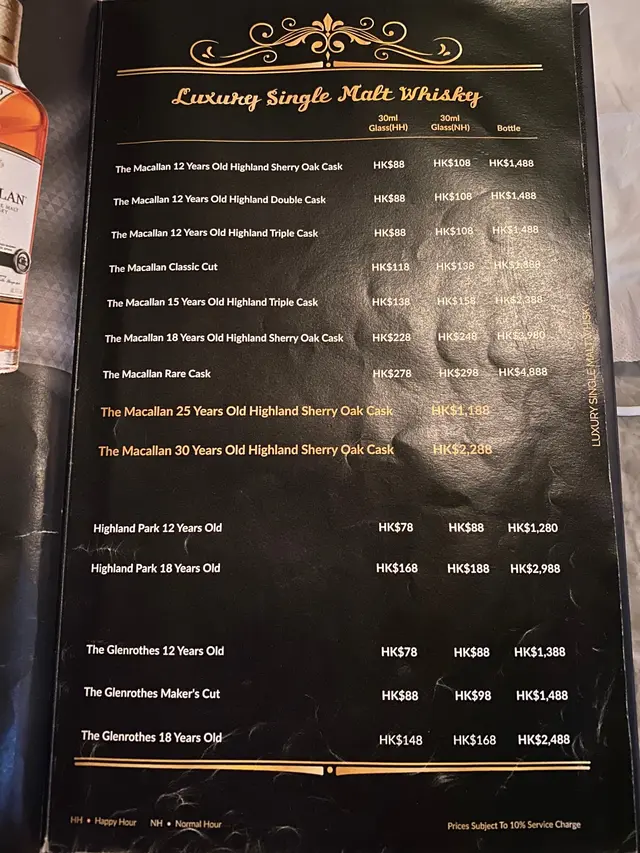 Luxury Single Malt Whiskey
30ml Glass(HH) 30ml Glass(NH) Bottle
The Macallan 12 Years Old Highland Sherry Oak Cask HK$88 HK$108 HK$1,488
The Macallan 12 Years Old Highland Double Cask HK$88 HK$108 HK$1,488
The Macallan 12 Years Old Highland Triple Cask HK$88 HK$108 HK$1,488
The Macallan Classic Cut HK$118 HK$138
The Macallan 15 Years Old Highland Triple Cask HK$138 HK$158 HK$2,388
The Macallan 18 Years Old Highland Sherry Oak Cask HK$228 HK$248 HK$3,980
The Macallan Rare Cask HK$278 HK$298 HK$4,888
The Macallan 25 Years Old Highland Sherry Oak Cask HK$1,188
The Macallan 30 Years Old Highland Sherry Oak Cask HK$2,288
Highland Park 12 Years Old HK$78 HK$88 HK$1,280
Highland Park 18 Years Old HK$168 HK$188 HK$2,988
The Glenrothes 12 Years Old HK$78 HK$88 HK$1,388
The Glenrothes Maker's Cut HK$88 HK$98 HK$1,488
The Glenrothes 18 Years Old HK$148 HK$168 HK$2,488
HH • Happy Hour NH • Normal Hour Prices Subject To 10% Service Charge
LUXURY SINGLE MALT WHISKY